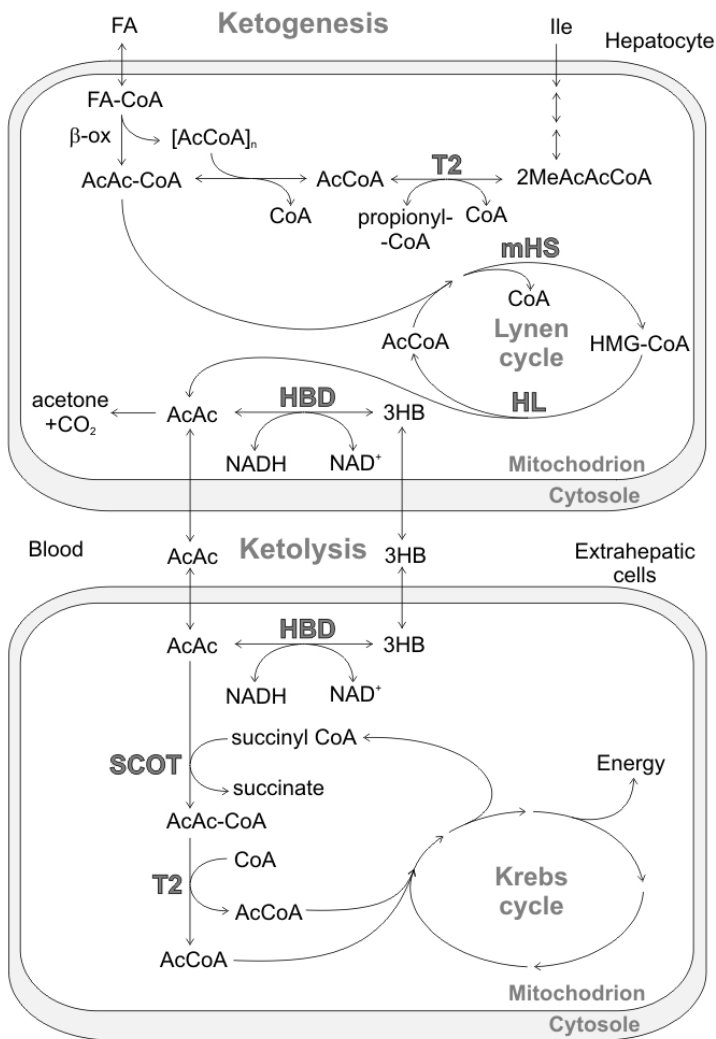 FA
Ketogenesis
Ile
Hepatocyte
FA-CoA
β-ox
[AcCoA]n
AcAc-CoA
CoA
AcCoA
T2
propionyl-
-CoA
CoA
2MeAcAcCoA
mHS
CoA
Lynen
cycle
AcCoA
HMG-CoA
HL
acetone
+CO₂
AcAc
HBD
3HB
NADH
NAD⁺
Mitochodrion
Cytosole
Blood
AcAc
Ketolysis
3HB
Extrahepatic
cells
AcAc
HBD
3HB
NADH
NAD⁺
SCOT
succinyl CoA
succinate
AcAc-CoA
T2
CoA
AcCoA
AcCoA
Energy
Krebs
cycle
Mitochodrion
Cytosole